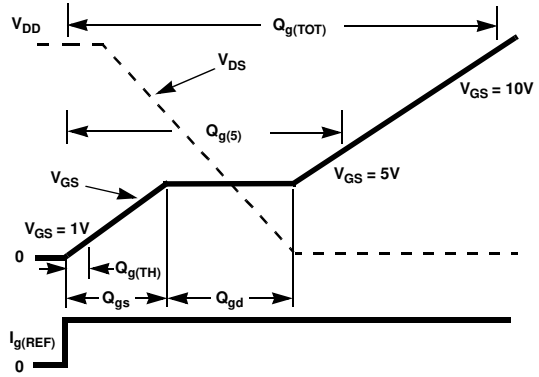 V_DD
Q_g(TOT)
V_DS
V_GS = 10V
Q_g(5)
V_GS
V_GS = 5V
V_GS = 1V
0
Q_g(TH)
Q_gs
Q_gd
I_g(REF)
0